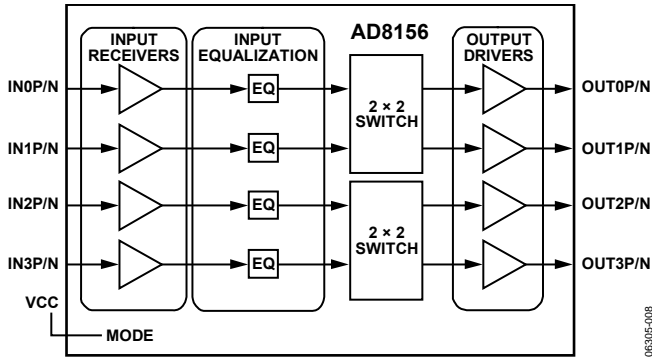 INPUT
RECEIVERS
INPUT
EQUALIZATION
AD8156
OUTPUT
DRIVERS
IN0P/N
EQ
OUT0P/N
2 × 2
SWITCH
IN1P/N
EQ
OUT1P/N
IN2P/N
EQ
OUT2P/N
2 × 2
SWITCH
IN3P/N
EQ
OUT3P/N
VCC
MODE
06305-008